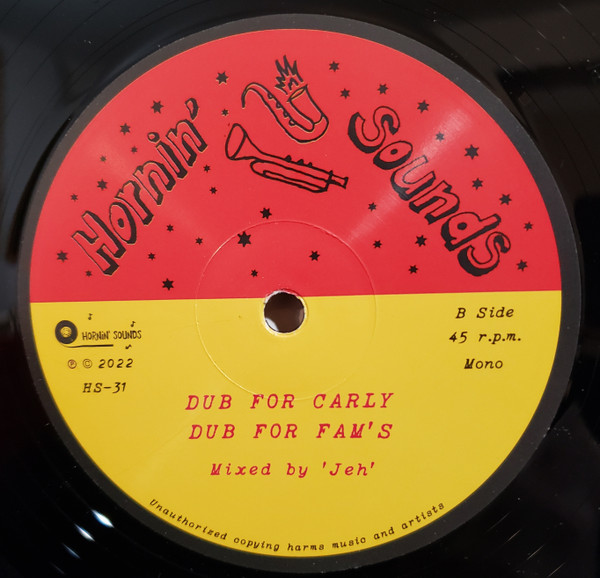 Hornin' Sounds
HORNIN' SOUNDS
℗ © 2022
HS-31
B Side
45 r.p.m.
Mono
DUB FOR CARLY
DUB FOR FAM'S
Mixed by 'Jeh'
Unauthorized copying harms music and artists